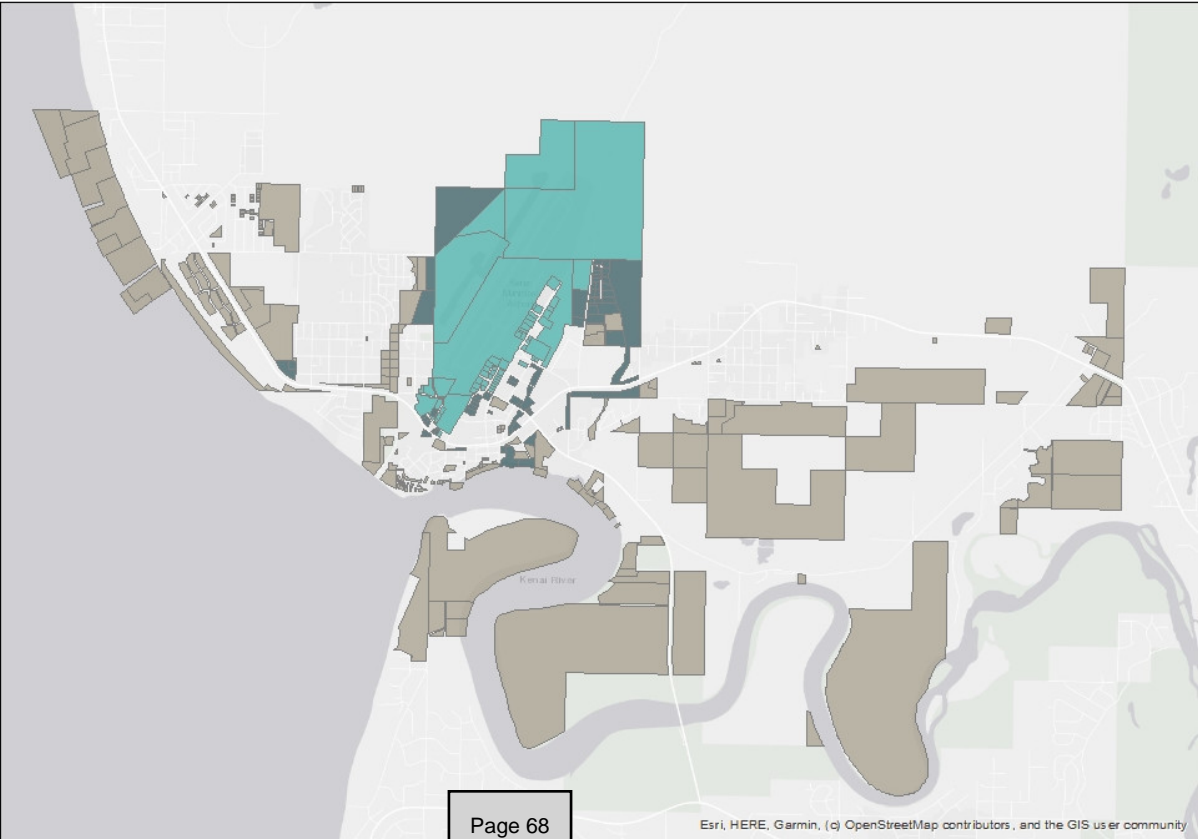 Kenai River
Page 68
Esri, HERE, Garmin, (c) OpenStreetMap contributors, and the GIS user community